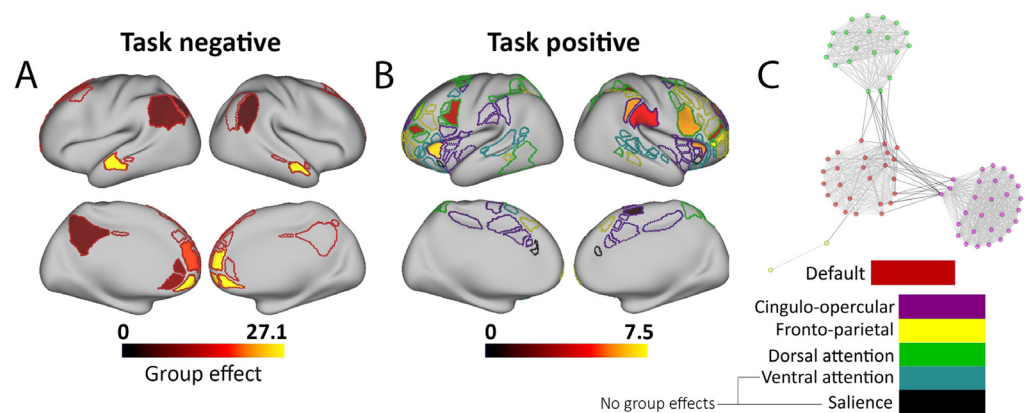 Task negative
Task positive
A
B
C
0 27.1
Group effect
0 7.5
Default
Cingulo-opercular
Fronto-parietal
Dorsal attention
Ventral attention
No group effects
Salience